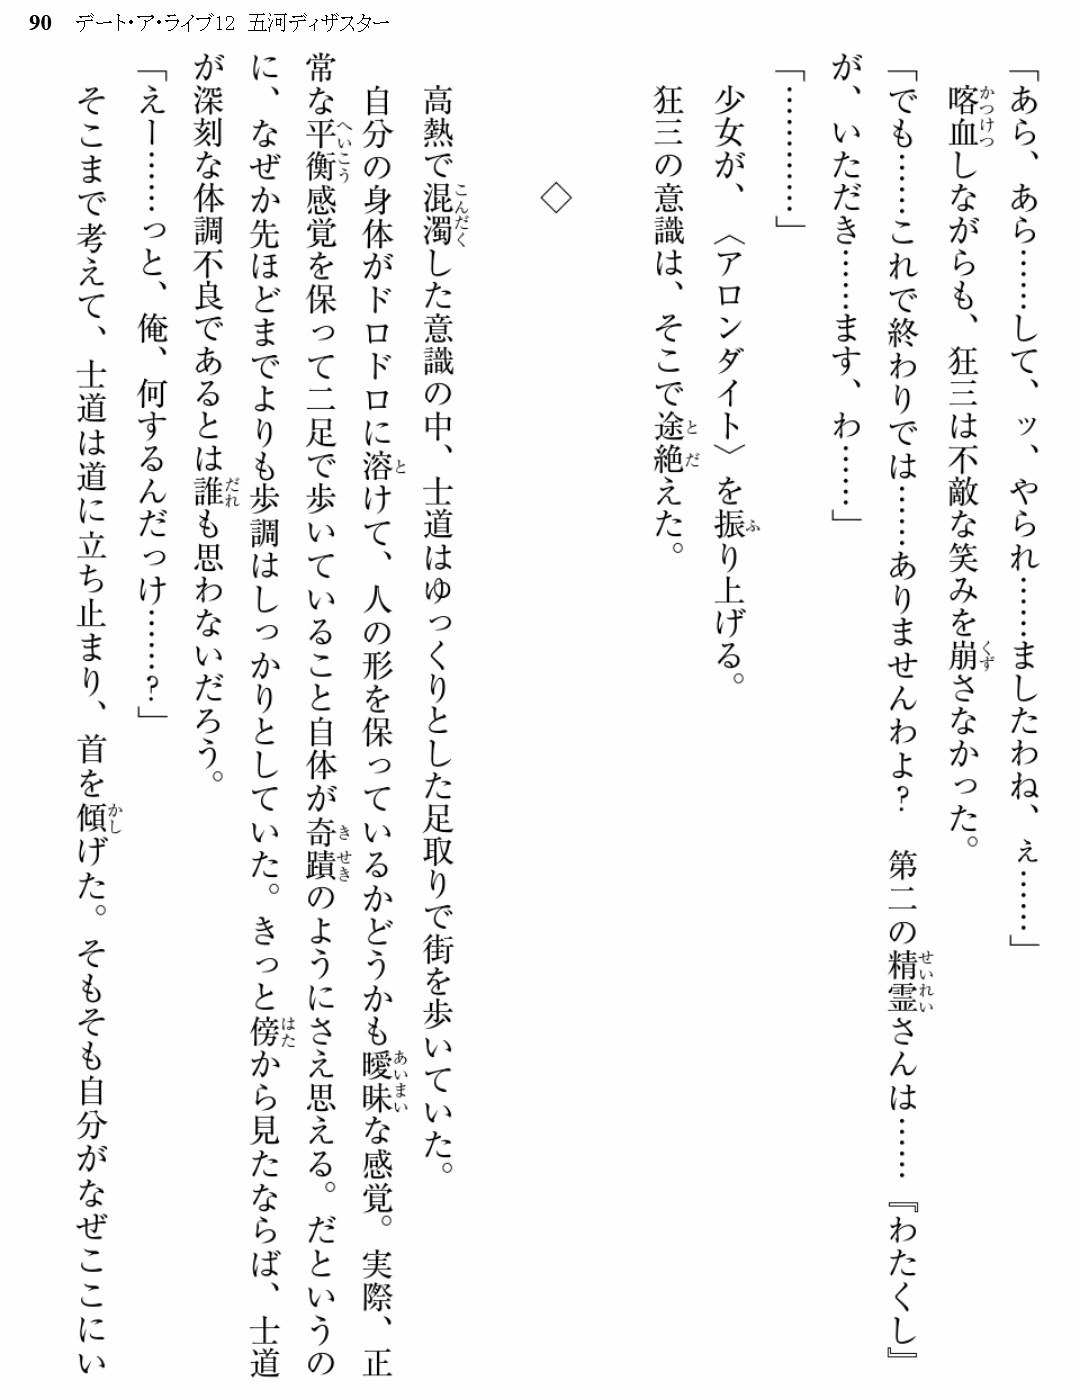 90 デート・ア・ライブ12 五河ディザスター
「あら、あら……して、ッ、やられ……ましたわね、ぇ……」
喀血しながらも、狂三は不敵な笑みを崩さなかった。
「でも……これで終わりでは……ありませんわよ？　第二の精霊さんは……『わたくし』
が、いただき……ます、わ……」
「…………」
少女が、〈アロンダイト〉を振り上げる。
狂三の意識は、そこで途絶えた。
◇
高熱で混濁した意識の中、士道はゆっくりとした足取りで街を歩いていた。
自分の身体がドロドロに溶けて、人の形を保っているかどうかも曖昧な感覚。実際、正
常な平衡感覚を保って二足で歩いていること自体が奇蹟のようにさえ思える。だというの
に、なぜか先ほどまでよりも歩調はしっかりとしていた。きっと傍から見たならば、士道
が深刻な体調不良であるとは誰も思わないだろう。
「えー……っと、俺、何するんだっけ……？」
そこまで考えて、士道は道に立ち止まり、首を傾げた。そもそも自分がなぜここにい